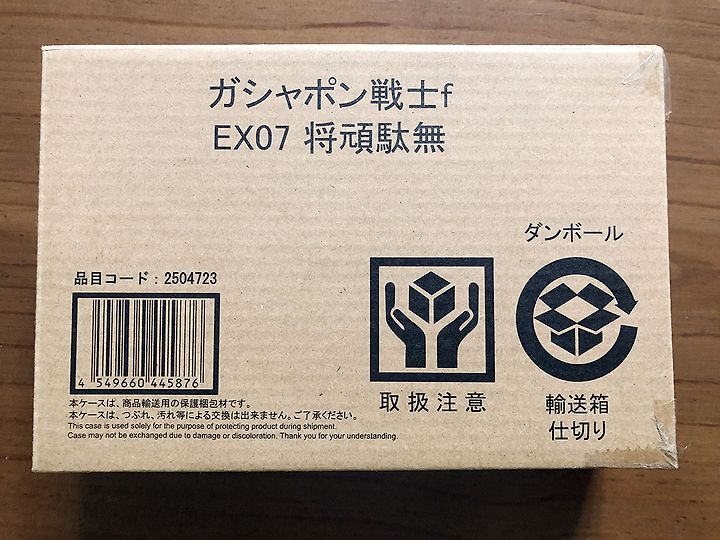 ガシャポン戦士f
EX07 将頑駄無
ダンボール
品目コード：2504723
4 549660 445876
取扱注意
輸送箱
仕切り
本ケースは、商品輸送用の保護梱包材です。
本ケースは、つぶれ、汚れ等による交換は出来ません。ご了承ください。
This case is used solely for the purpose of protecting product during shipment.
Case may not be exchanged due to damage or discoloration. Thank you for your understanding.